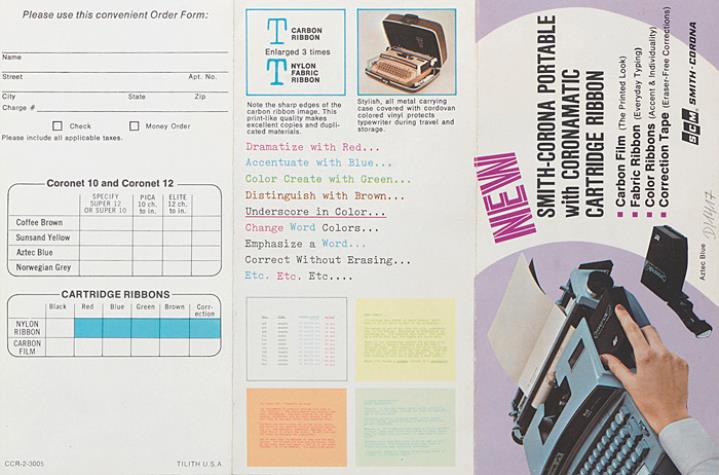 Please use this convenient Order Form:
Name
Street Apt. No.
City State Zip
Charge #
Check Money Order
Please include all applicable taxes.
Coronet 10 and Coronet 12
SPECIFY SUPER 12 OR SUPER 10
PICA 10 ch. to in.
ELITE 12 ch. to in.
Coffee Brown
Sunsand Yellow
Aztec Blue
Norwegian Grey
CARTRIDGE RIBBONS
Black Red Blue Green Brown Correction
NYLON RIBBON
CARBON FILM
CCR-2-3005 TILITH U.S.A.
T CARBON
RIBBON
Enlarged 3 times
T NYLON
FABRIC
RIBBON
Note the sharp edges of the
carbon ribbon image. This
print-like quality makes
excellent copies and dupli-
cated materials.
Stylish, all metal carrying
case covered with cordovan
colored vinyl protects
typewriter during travel and
storage.
Dramatize with Red...
Accentuate with Blue...
Color Create with Green...
Distinguish with Brown...
Underscore in Color...
Change Word Colors...
Emphasize a Word...
Correct Without Erasing...
Etc. Etc. Etc....
NEW
SMITH-CORONA PORTABLE
with CORONAMATIC
CARTRIDGE RIBBON
Carbon Film (The Printed Look)
Fabric Ribbon (Everyday Typing)
Color Ribbons (Accent & Individuality)
Correction Tape (Eraser-Free Corrections)
SCM SMITH-CORONA
Aztec Blue